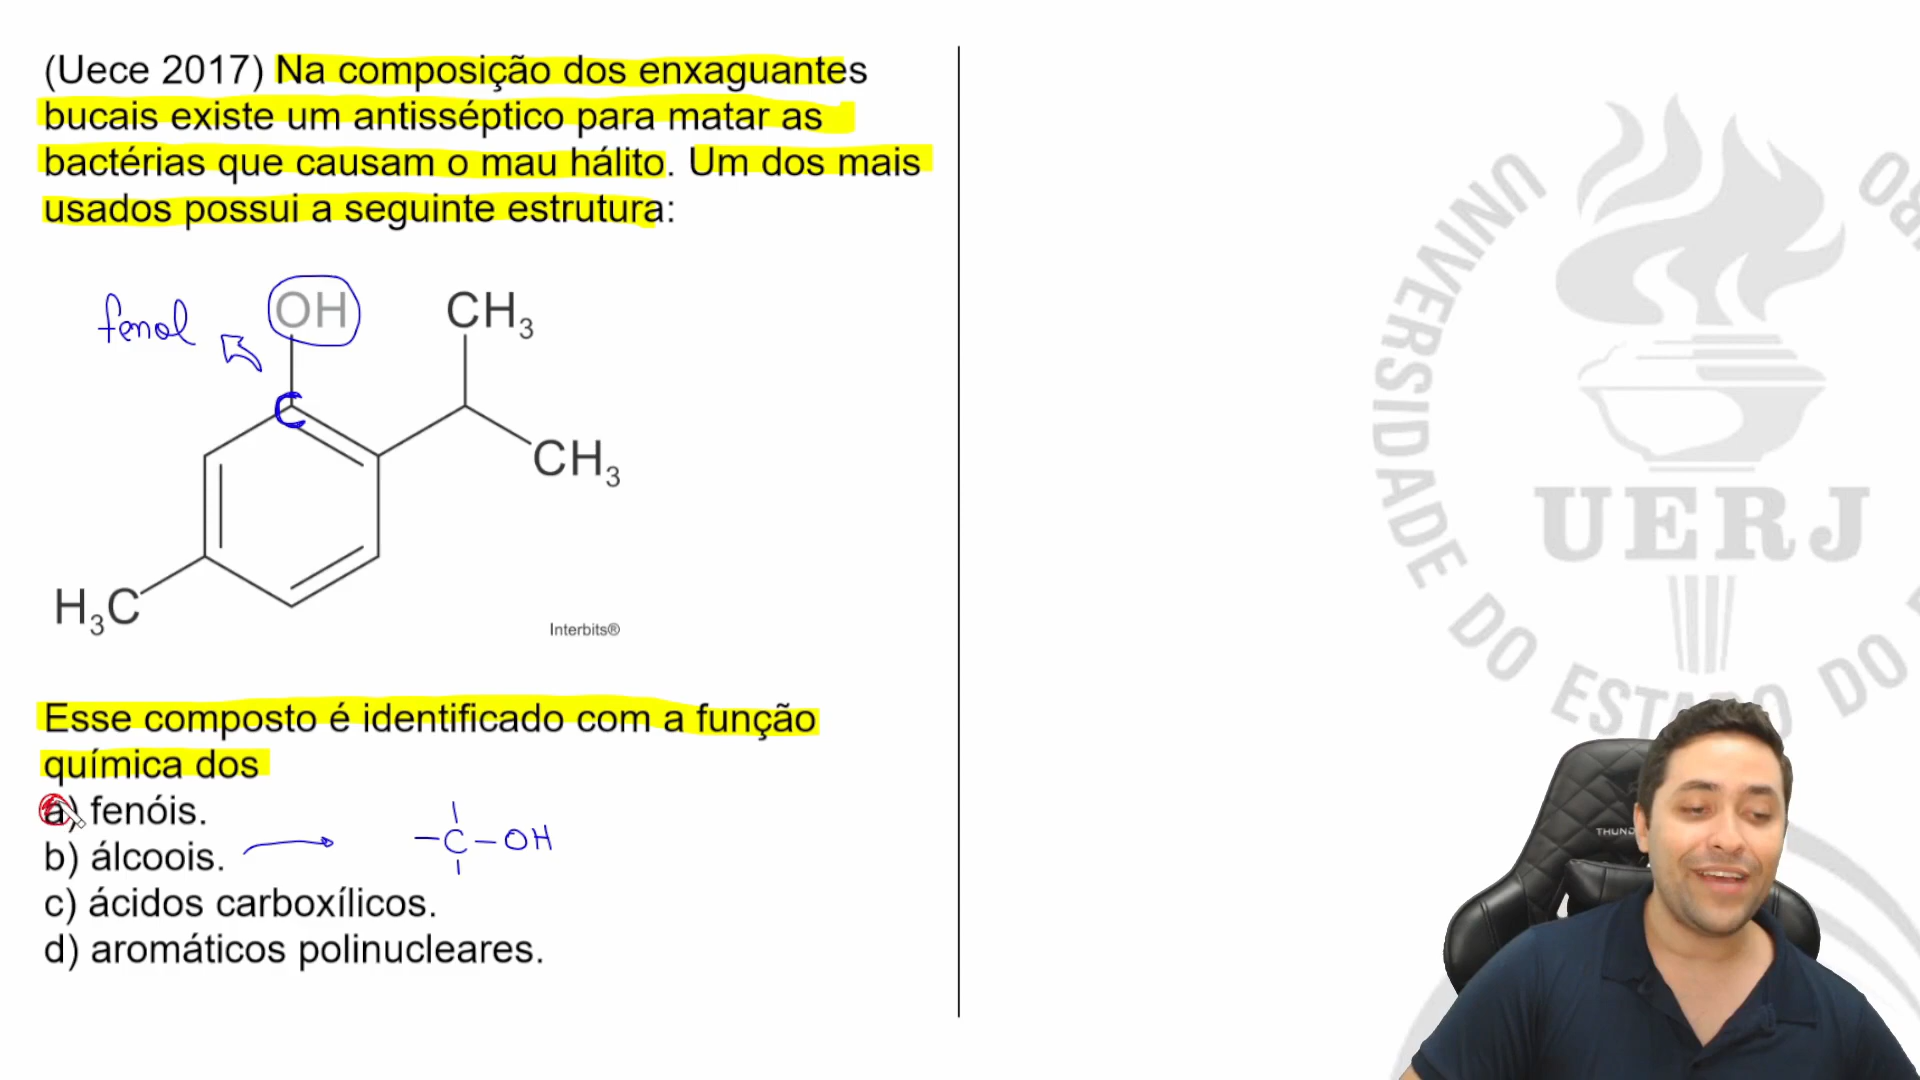 (Uece 2017) Na composição dos enxaguantes
bucais existe um antisséptico para matar as
bactérias que causam o mau hálito. Um dos mais
usados possui a seguinte estrutura:
fenol
OH
CH3
C
CH3
H3C
Interbits®
Esse composto é identificado com a função
química dos
a) fenóis.
b) álcoois.
– C – OH
c) ácidos carboxílicos.
d) aromáticos polinucleares.
UNIVERSIDADE DO ESTADO DO
RO
UERJ
THUND